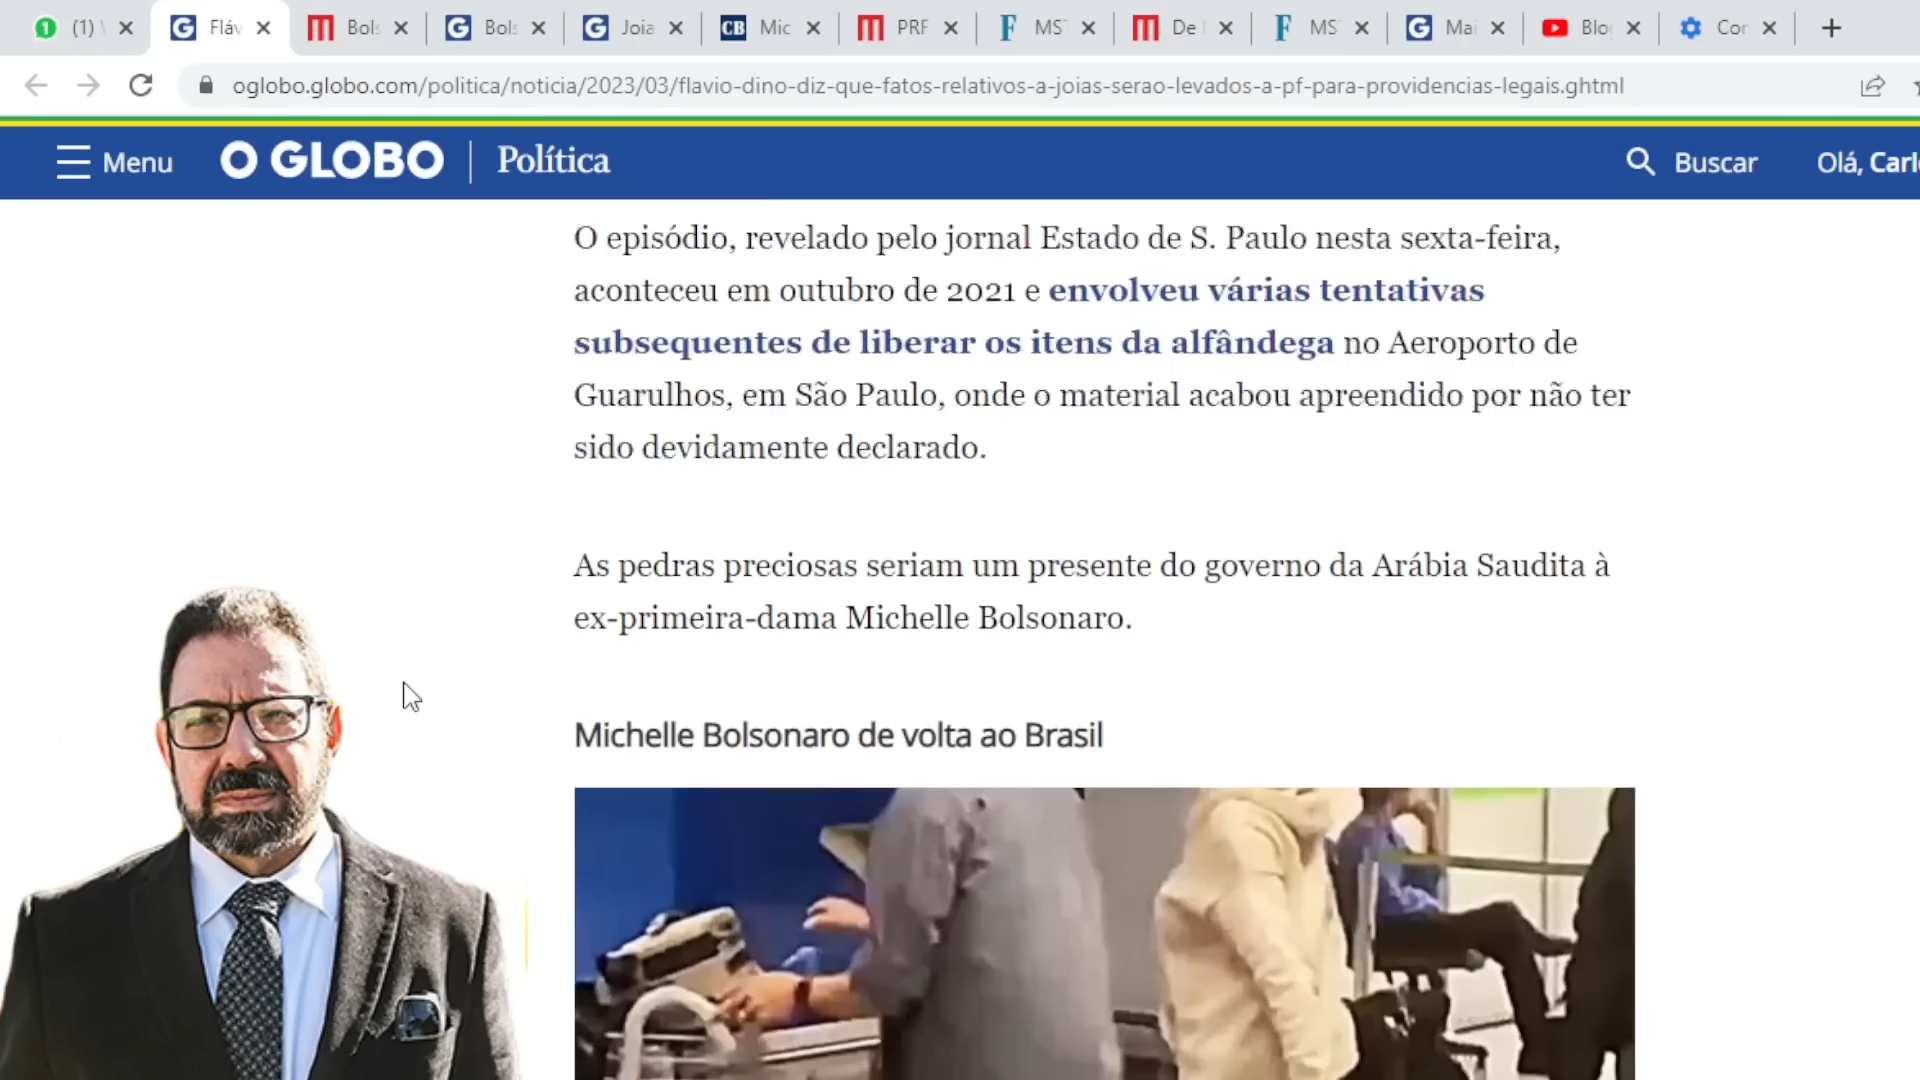 (1)
Fláv
Bols
Bols
Joia
CB
Mic
PRF
MST
De
MS
Mai
Blo
Cor
oglobo.globo.com/politica/noticia/2023/03/flavio-dino-diz-que-fatos-relativos-a-joias-serao-levados-a-pf-para-providencias-legais.ghtml
Menu
O GLOBO
Política
Buscar
Olá, Carl
O episódio, revelado pelo jornal Estado de S. Paulo nesta sexta-feira,
aconteceu em outubro de 2021 e envolveu várias tentativas
subsequentes de liberar os itens da alfândega no Aeroporto de
Guarulhos, em São Paulo, onde o material acabou apreendido por não ter
sido devidamente declarado.
As pedras preciosas seriam um presente do governo da Arábia Saudita à
ex-primeira-dama Michelle Bolsonaro.
Michelle Bolsonaro de volta ao Brasil